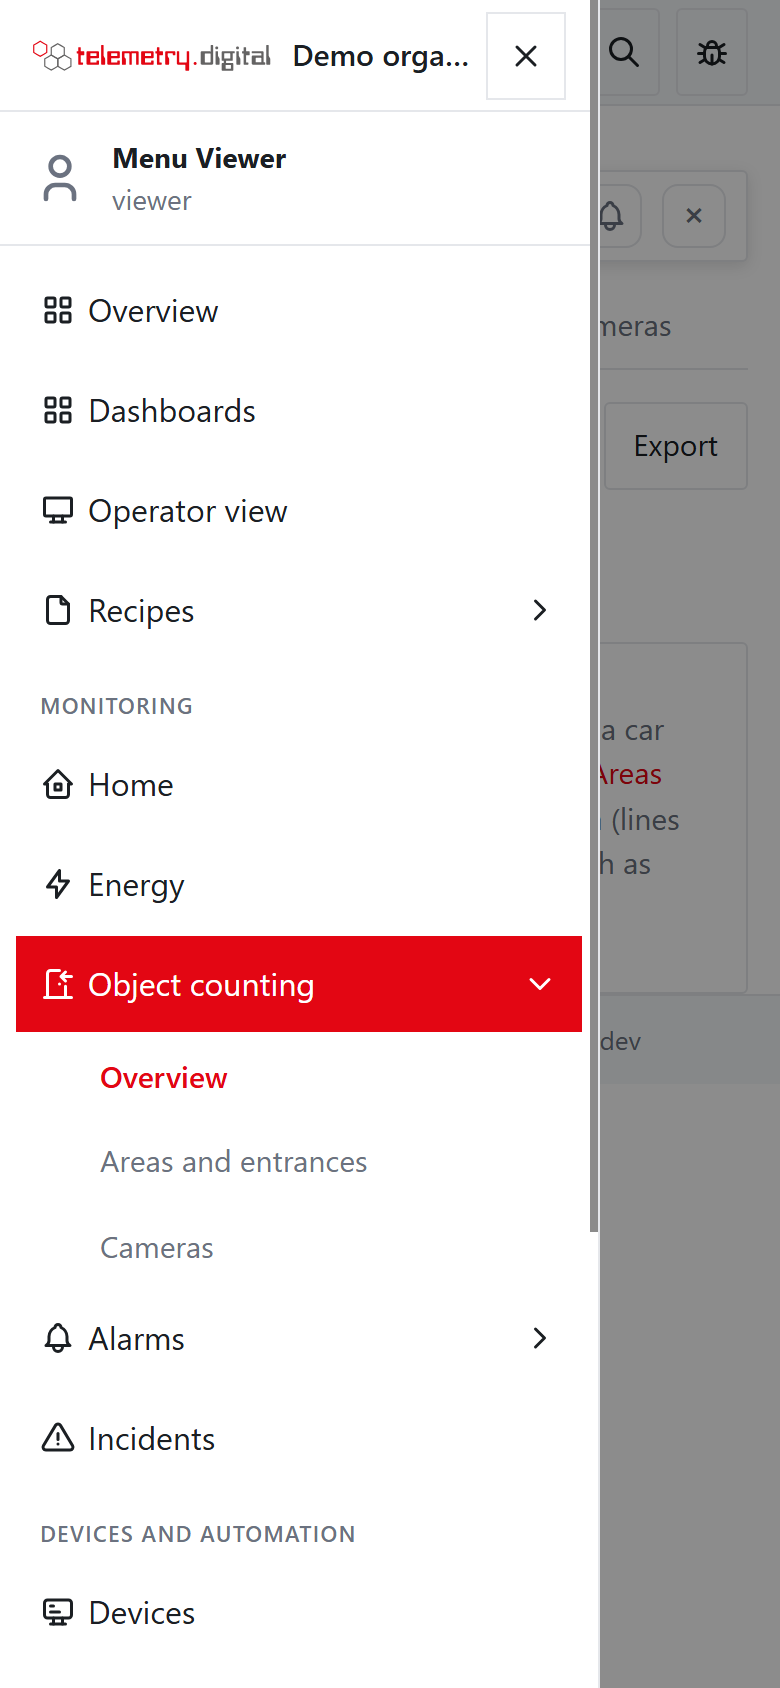 telemetry.digital Demo orga...
Menu Viewer
viewer
Overview
Dashboards
Operator view
Recipes
MONITORING
Home
Energy
Object counting
Overview
Areas and entrances
Cameras
Alarms
Incidents
DEVICES AND AUTOMATION
Devices
meras
Export
a car
Areas
(lines
h as
dev